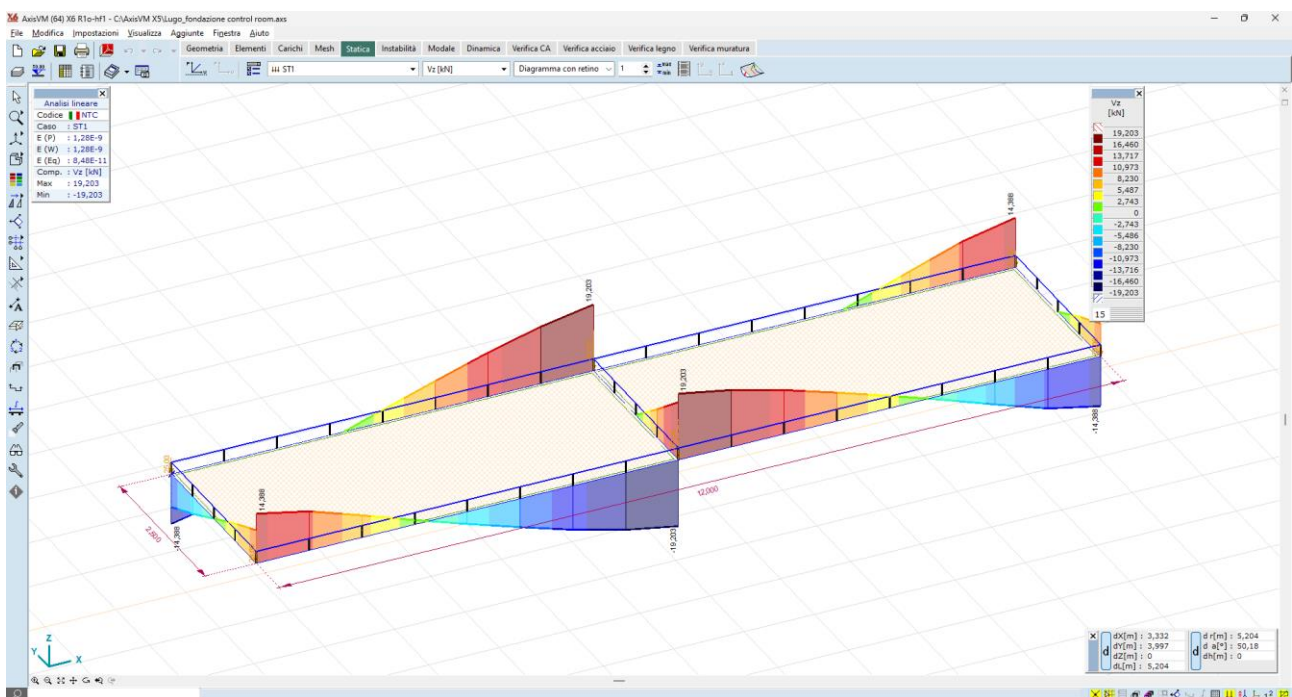 AxisVM (64) X6 R1o-hf1 - C:\AxisVM X5\Lugo_fondazione control room.axs
File Modifica Impostazioni Visualizza Aggiunte Finestra Aiuto
Geometria Elementi Carichi Mesh Statica Instabilità Modale Dinamica Verifica CA Verifica acciaio Verifica legno Verifica muratura
ST1 Vz [kN] Diagramma con retino 1
Analisi lineare
Codice NTC
Caso : ST1
E (P) : 1,28E-9
E (W) : 1,28E-9
E (Eq) : 8,48E-11
Comp. : Vz [kN]
Max : 19,203
Min : -19,203
Vz
[kN]
19,203
16,460
13,717
10,973
8,230
5,487
2,743
0
-2,743
-5,486
-8,230
-10,973
-13,716
-16,460
-19,203
15
14,388
19,203
19,203
-14,388
12,000
14,388
-14,388
-19,203
Z
Y
X
dX[m] : 3,332
dY[m] : 3,997
dZ[m] : 0
dL[m] : 5,204
d
d r[m] : 5,204
d a[°] : 50,18
dh[m] : 0
d